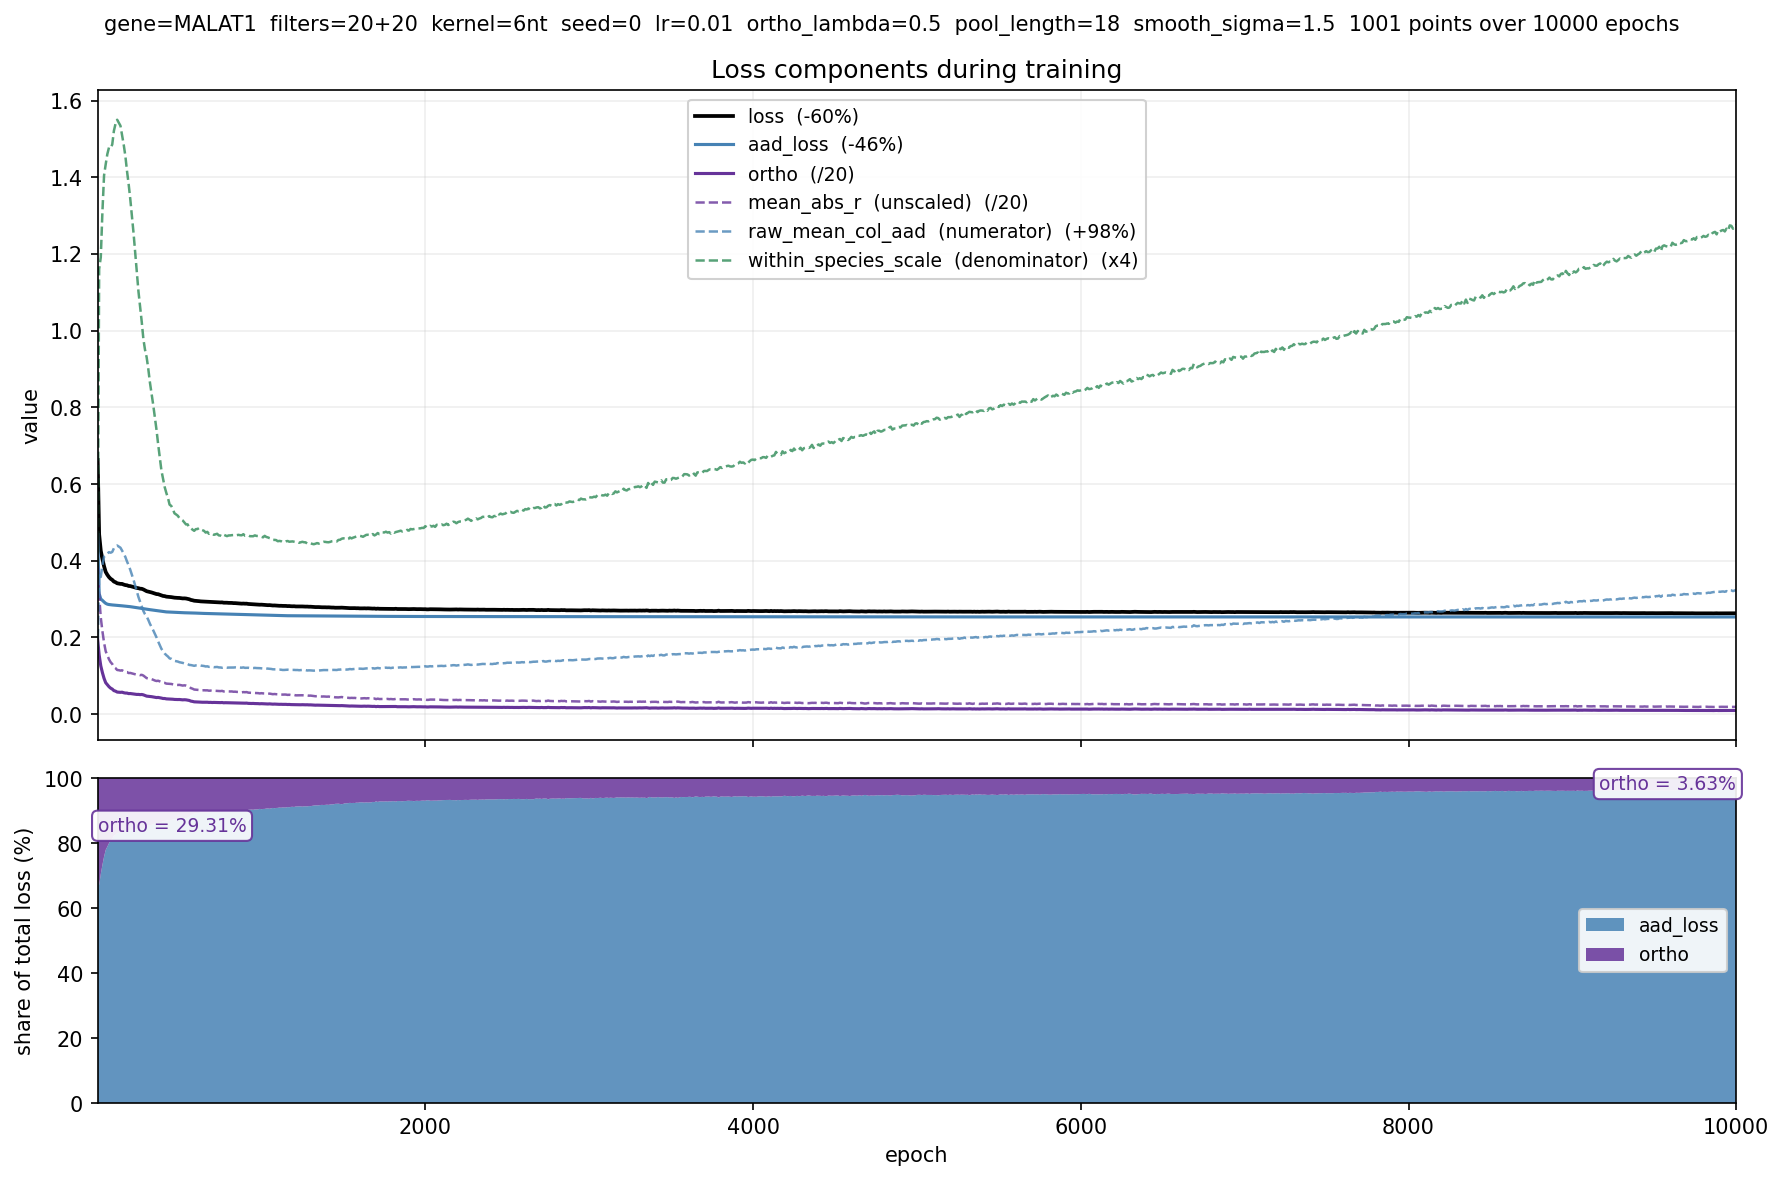 gene=MALAT1  filters=20+20  kernel=6nt  seed=0  lr=0.01  ortho_lambda=0.5  pool_length=18  smooth_sigma=1.5  1001 points over 10000 epochs
Loss components during training
1.6
1.4
1.2
1.0
0.8
0.6
0.4
0.2
0.0
value
loss  (-60%)
aad_loss  (-46%)
ortho  (/20)
mean_abs_r  (unscaled)  (/20)
raw_mean_col_aad  (numerator)  (+98%)
within_species_scale  (denominator)  (x4)
100
80
60
40
20
0
share of total loss (%)
ortho = 29.31%
ortho = 3.63%
aad_loss
ortho
2000 4000 6000 8000 10000
epoch